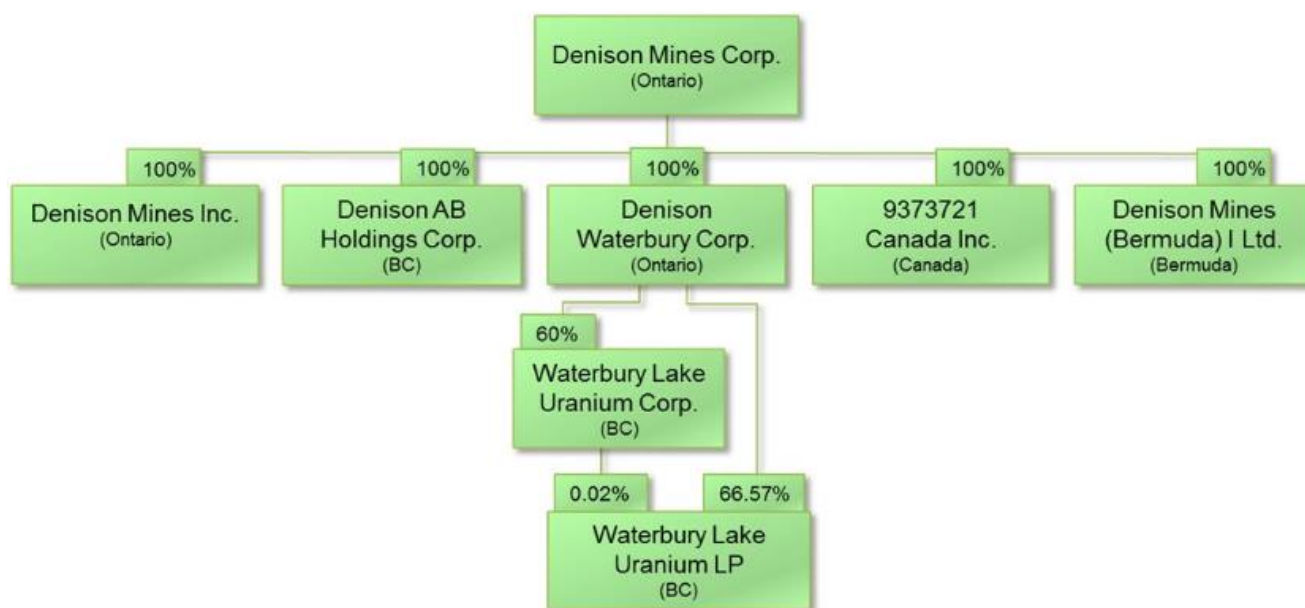 Denison Mines Corp.
(Ontario)
100%
Denison Mines Inc.
(Ontario)
100%
Denison AB
Holdings Corp.
(BC)
100%
Denison
Waterbury Corp.
(Ontario)
100%
9373721
Canada Inc.
(Canada)
100%
Denison Mines
(Bermuda) I Ltd.
(Bermuda)
60%
Waterbury Lake
Uranium Corp.
(BC)
0.02%
66.57%
Waterbury Lake
Uranium LP
(BC)